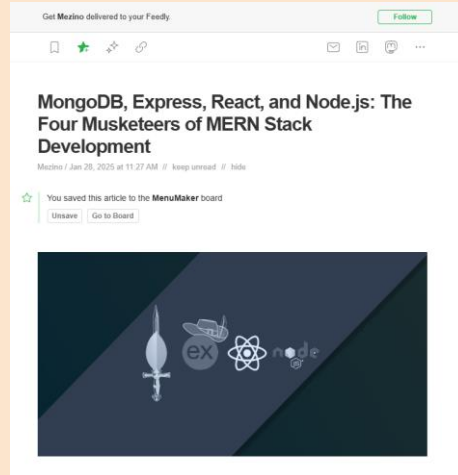 Get Mezino delivered to your Feedly.
Follow
MongoDB, Express, React, and Node.js: The
Four Musketeers of MERN Stack
Development
Mezino / Jan 28, 2025 at 11:27 AM // keep unread // hide
You saved this article to the MenuMaker board
Unsave Go to Board
ex node
JS